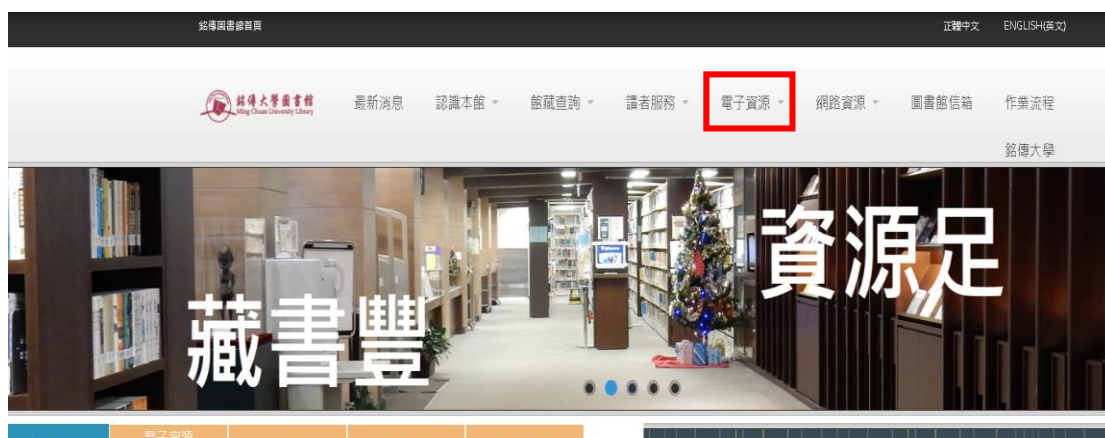 銘傳圖書館首頁
正體中文 ENGLISH(英文)
銘傳大學圖書館 最新消息 認識本館 館藏查詢 讀者服務 電子資源 網路資源 圖書館信箱 作業流程
Ming Chuan University Library
銘傳大學
資源足
藏書豐
電子資源